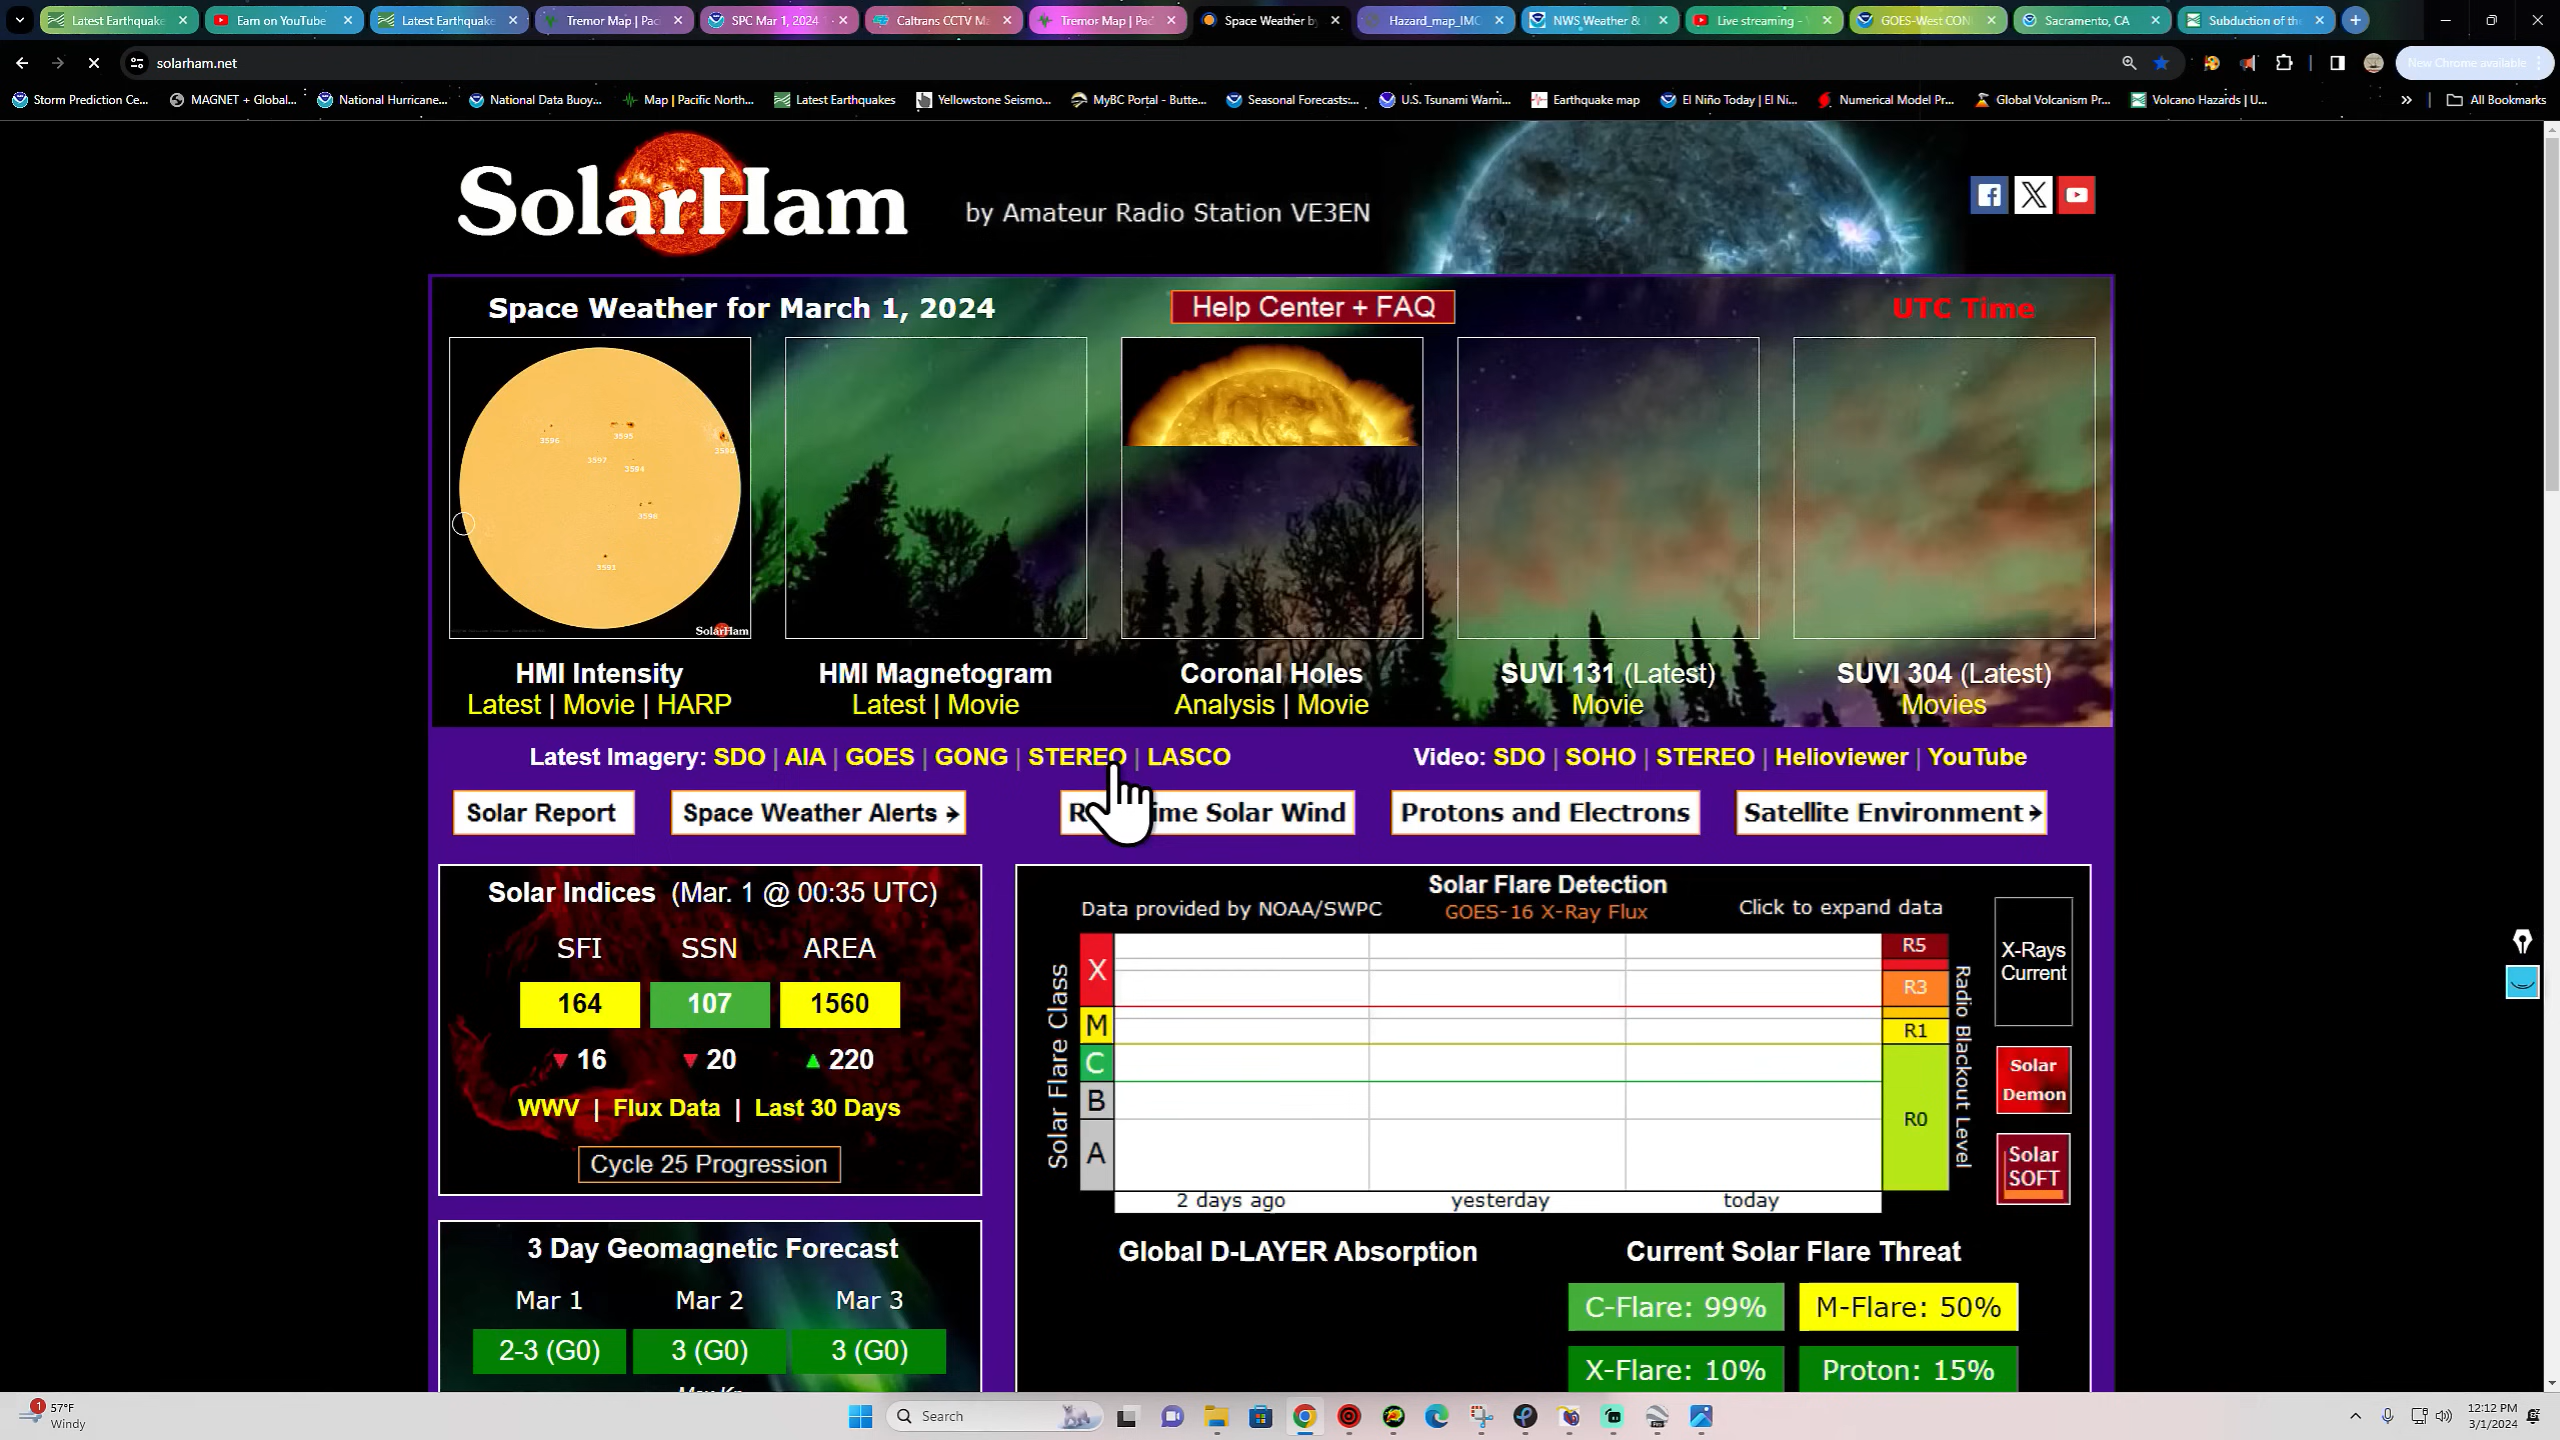 Latest Earthquake
Earn on YouTube
Latest Earthquake
Tremor Map | Paci
SPC Mar 1, 2024
Caltrans CCTV Ma
Tremor Map | Pac
Space Weather by
Hazard_map_IMC
NWS Weather &
Live streaming -
GOES-West CON
Sacramento, CA
Subduction of the
solarham.net
New Chrome available
Storm Prediction Ce...
MAGNET + Global...
National Hurricane...
National Data Buoy...
Map | Pacific North...
Latest Earthquakes
Yellowstone Seismo...
MyBC Portal - Butte...
Seasonal Forecasts:...
U.S. Tsunami Warni...
Earthquake map
El Niño Today | El Ni...
Numerical Model Pr...
Global Volcanism Pr...
Volcano Hazards | U...
All Bookmarks
SolarHam
by Amateur Radio Station VE3EN
Space Weather for March 1, 2024
Help Center + FAQ
UTC Time
3596
3595
3590
3597
3594
3598
3593
SolarHam
HMI Intensity
Latest | Movie | HARP
HMI Magnetogram
Latest | Movie
Coronal Holes
Analysis | Movie
SUVI 131 (Latest)
Movie
SUVI 304 (Latest)
Movies
Latest Imagery: SDO | AIA | GOES | GONG | STEREO | LASCO
Video: SDO | SOHO | STEREO | Helioviewer | YouTube
Solar Report
Space Weather Alerts
ime Solar Wind
Protons and Electrons
Satellite Environment
Solar Indices (Mar. 1 @ 00:35 UTC)
SFI SSN AREA
164 107 1560
16 20 220
WWV | Flux Data | Last 30 Days
Cycle 25 Progression
3 Day Geomagnetic Forecast
Mar 1 Mar 2 Mar 3
2-3 (G0) 3 (G0) 3 (G0)
Max Kp
Solar Flare Detection
Data provided by NOAA/SWPC
GOES-16 X-Ray Flux
Click to expand data
Solar Flare Class
X
M
C
B
A
R5
R3
R1
R0
Radio Blackout Level
2 days ago yesterday today
X-Rays
Current
Solar
Demon
Solar
SOFT
Global D-LAYER Absorption
Current Solar Flare Threat
C-Flare: 99% M-Flare: 50%
X-Flare: 10% Proton: 15%
1
57°F
Windy
Search
12:12 PM
3/1/2024